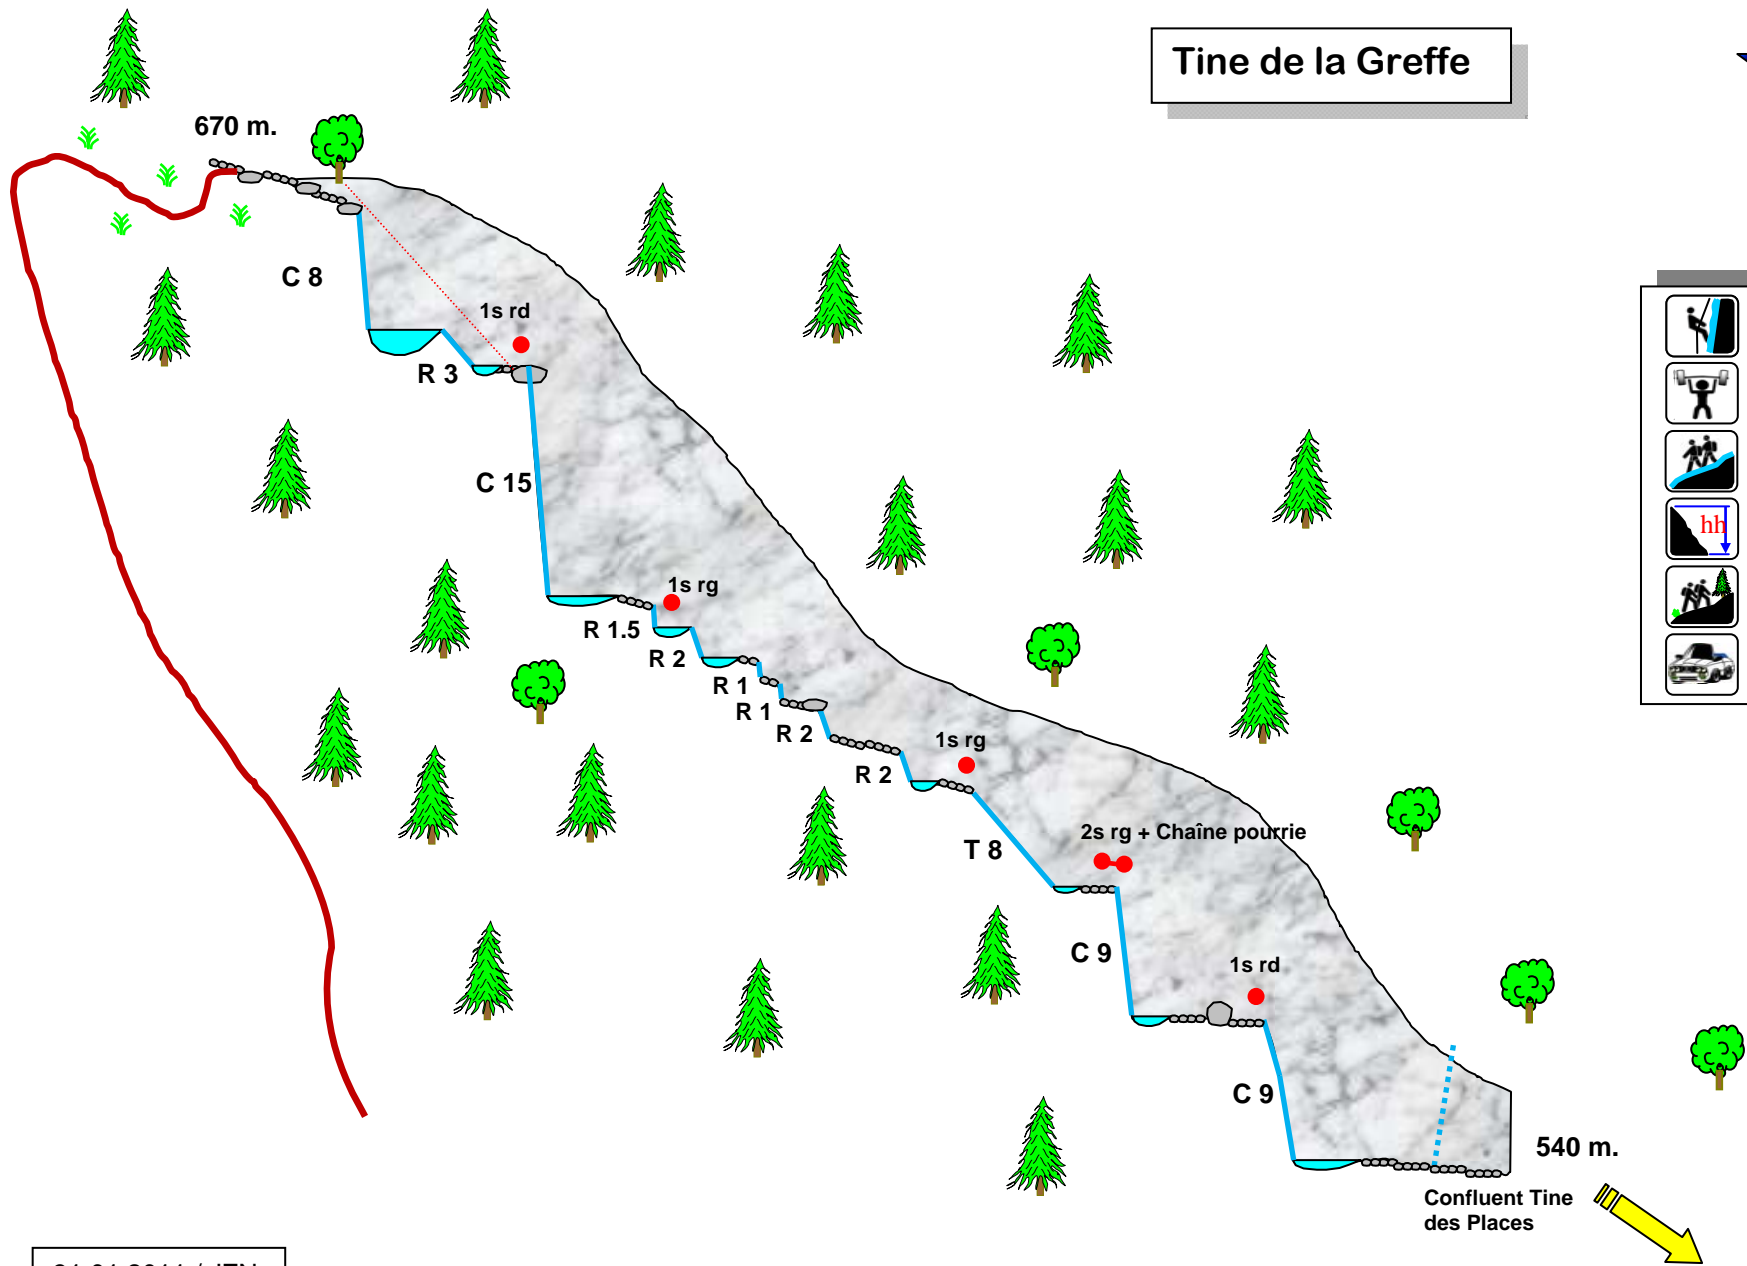 Tine de la Greffe
670 m.
C 8
1s rd
R 3
C 15
1s rg
R 1.5
R 2
R 1
R 1
R 2
1s rg
R 2
2s rg + Chaîne pourrie
T 8
C 9
1s rd
C 9
540 m.
Confluent Tine
des Places
hh